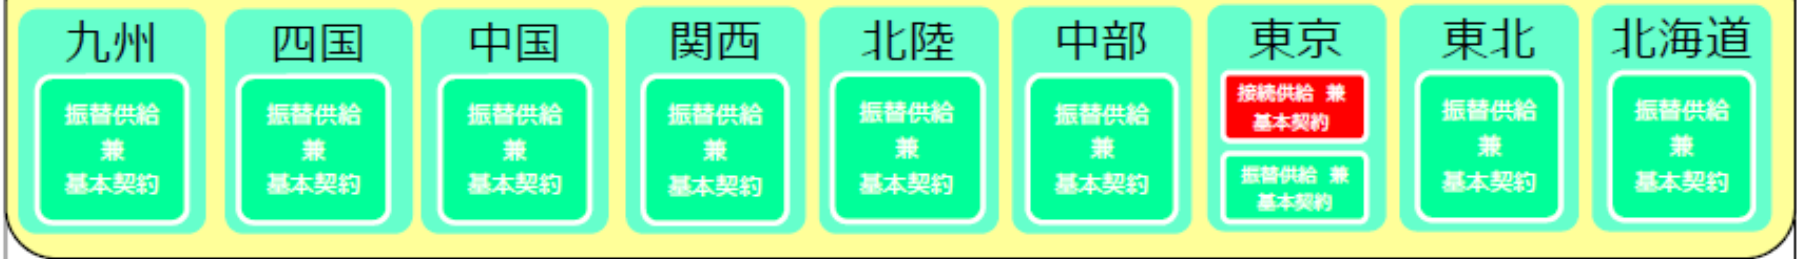 九州
振替供給
兼
基本契約
四国
振替供給
兼
基本契約
中国
振替供給
兼
基本契約
関西
振替供給
兼
基本契約
北陸
振替供給
兼
基本契約
中部
振替供給
兼
基本契約
東京
接続供給 兼
基本契約
振替供給 兼
基本契約
東北
振替供給
兼
基本契約
北海道
振替供給
兼
基本契約